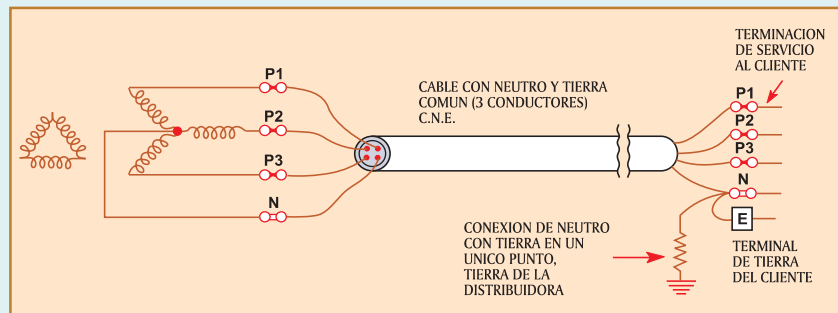 P1
P2
P3
N
CABLE CON NEUTRO Y TIERRA
COMUN (3 CONDUCTORES)
C.N.E.
CONEXION DE NEUTRO
CON TIERRA EN UN
UNICO PUNTO,
TIERRA DE LA
DISTRIBUIDORA
TERMINACION
DE SERVICIO
AL CLIENTE
P1
P2
P3
N
E
TERMINAL
DE TIERRA
DEL CLIENTE